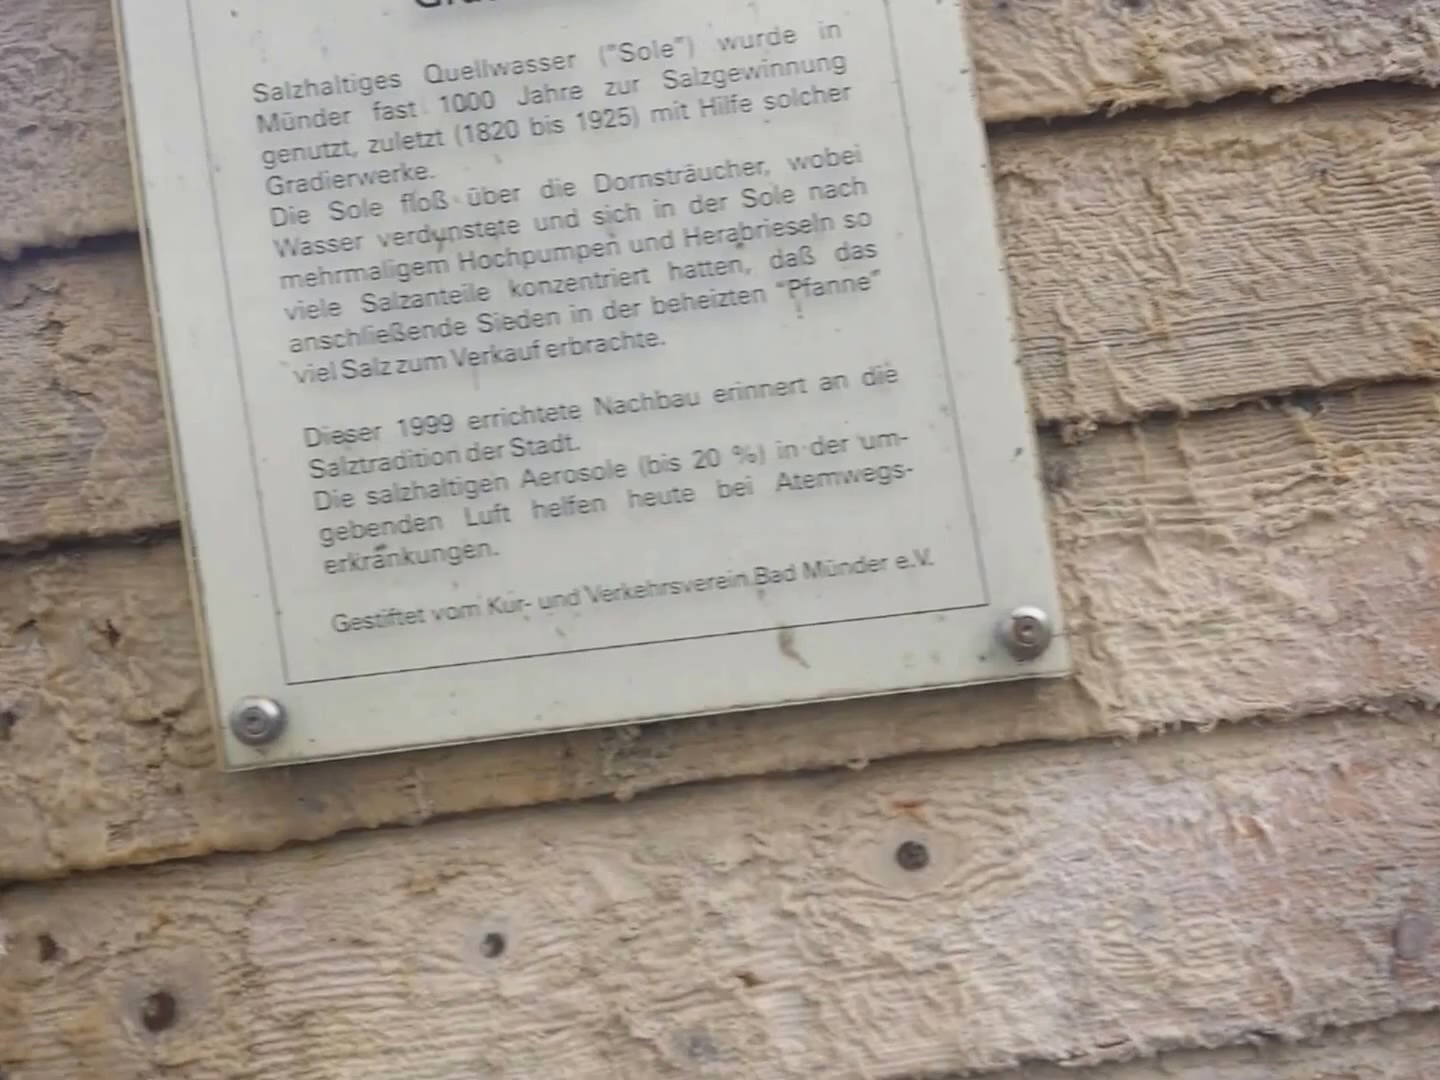 Salzhaltiges Quellwasser ("Sole") wurde in
Münder fast 1000 Jahre zur Salzgewinnung
genutzt, zuletzt (1820 bis 1925) mit Hilfe solcher
Gradierwerke.
Die Sole floß über die Dornsträucher, wobei
Wasser verdunstete und sich in der Sole nach
mehrmaligem Hochpumpen und Herabrieseln so
viele Salzanteile konzentriert hatten, daß das
anschließende Sieden in der beheizten "Pfanne"
viel Salz zum Verkauf erbrachte.
Dieser 1999 errichtete Nachbau erinnert an die
Salztradition der Stadt.
Die salzhaltigen Aerosole (bis 20 %) in der um-
gebenden Luft helfen heute bei Atemwegs-
erkrankungen.
Gestiftet vom Kur- und Verkehrsverein Bad Münder e.V.